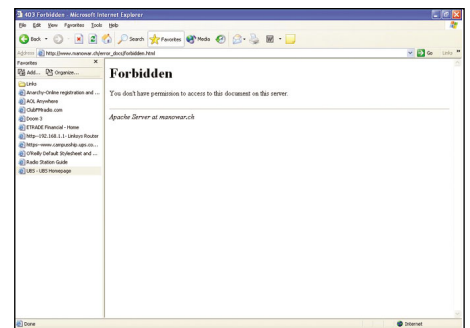 403 Forbidden - Microsoft Internet Explorer
File Edit View Favorites Tools Help
Back Search Favorites Media
Address http://www.manowar.ch/error_docs/forbidden.html Go Links
Favorites
Add... Organize...
Links
Anarchy-Online registration and ...
AOL Anywhere
ClubFMradio.com
Doom 3
ETRADE Financial - Home
http--192.168.1.1- Linksys Router
https--www.campusship.ups.co...
O'Reilly Default Stylesheet and ...
Radio Station Guide
UBS - UBS Homepage
Forbidden
You don't have permission to access to this document on this server.
Apache Server at manowar.ch
Done Internet